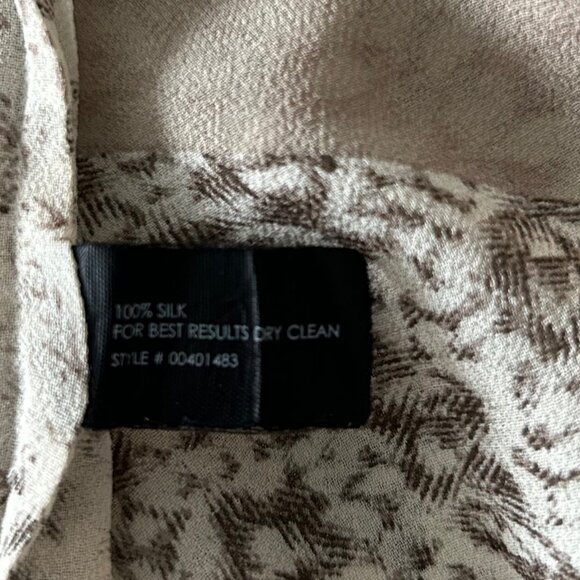 100% SILK
FOR BEST RESULTS DRY CLEAN
STYLE # 00401483